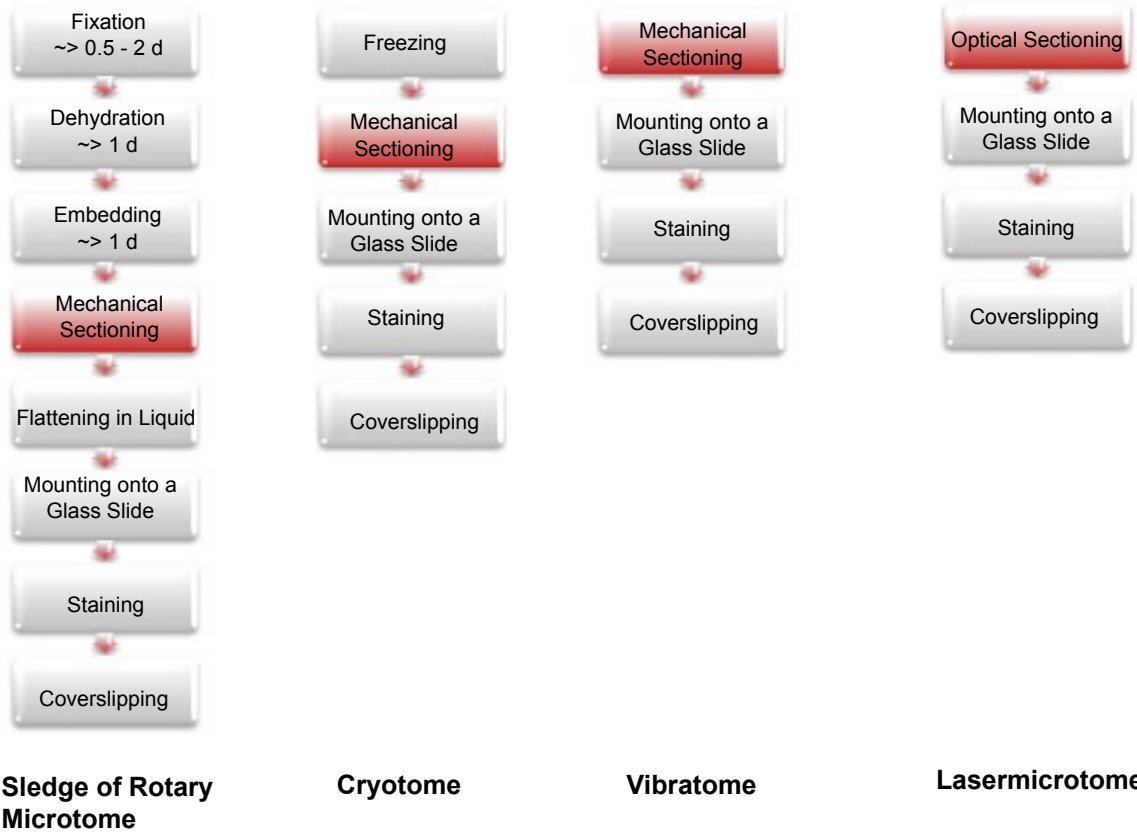 Fixation
~> 0.5 - 2 d
Dehydration
~> 1 d
Embedding
~> 1 d
Mechanical
Sectioning
Flattening in Liquid
Mounting onto a
Glass Slide
Staining
Coverslipping
Sledge of Rotary
Microtome
Freezing
Mechanical
Sectioning
Mounting onto a
Glass Slide
Staining
Coverslipping
Cryotome
Mechanical
Sectioning
Mounting onto a
Glass Slide
Staining
Coverslipping
Vibratome
Optical Sectioning
Mounting onto a
Glass Slide
Staining
Coverslipping
Lasermicrotome